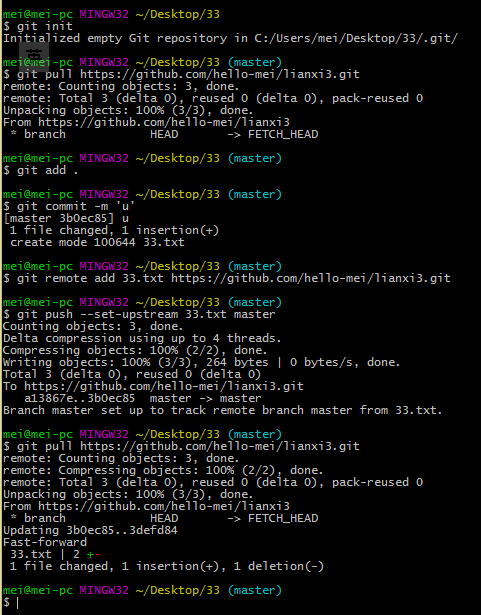 mei@mei-pc MINGW32 ~/Desktop/33
$ git init
Initialized empty Git repository in C:/Users/mei/Desktop/33/.git/
英
mei@mei-pc MINGW32 ~/Desktop/33 (master)
$ git pull https://github.com/hello-mei/lianxi3.git
remote: Counting objects: 3, done.
remote: Total 3 (delta 0), reused 0 (delta 0), pack-reused 0
Unpacking objects: 100% (3/3), done.
From https://github.com/hello-mei/lianxi3
 * branch            HEAD       -> FETCH_HEAD
mei@mei-pc MINGW32 ~/Desktop/33 (master)
$ git add .
mei@mei-pc MINGW32 ~/Desktop/33 (master)
$ git commit -m 'u'
[master 3b0ec85] u
 1 file changed, 1 insertion(+)
 create mode 100644 33.txt
mei@mei-pc MINGW32 ~/Desktop/33 (master)
$ git remote add 33.txt https://github.com/hello-mei/lianxi3.git
mei@mei-pc MINGW32 ~/Desktop/33 (master)
$ git push --set-upstream 33.txt master
Counting objects: 3, done.
Delta compression using up to 4 threads.
Compressing objects: 100% (2/2), done.
Writing objects: 100% (3/3), 264 bytes | 0 bytes/s, done.
Total 3 (delta 0), reused 0 (delta 0)
To https://github.com/hello-mei/lianxi3.git
   a13867e..3b0ec85  master -> master
Branch master set up to track remote branch master from 33.txt.
mei@mei-pc MINGW32 ~/Desktop/33 (master)
$ git pull https://github.com/hello-mei/lianxi3.git
remote: Counting objects: 3, done.
remote: Compressing objects: 100% (2/2), done.
remote: Total 3 (delta 0), reused 0 (delta 0), pack-reused 0
Unpacking objects: 100% (3/3), done.
From https://github.com/hello-mei/lianxi3
 * branch            HEAD       -> FETCH_HEAD
Updating 3b0ec85..3defd84
Fast-forward
 33.txt | 2 +-
 1 file changed, 1 insertion(+), 1 deletion(-)
mei@mei-pc MINGW32 ~/Desktop/33 (master)
$